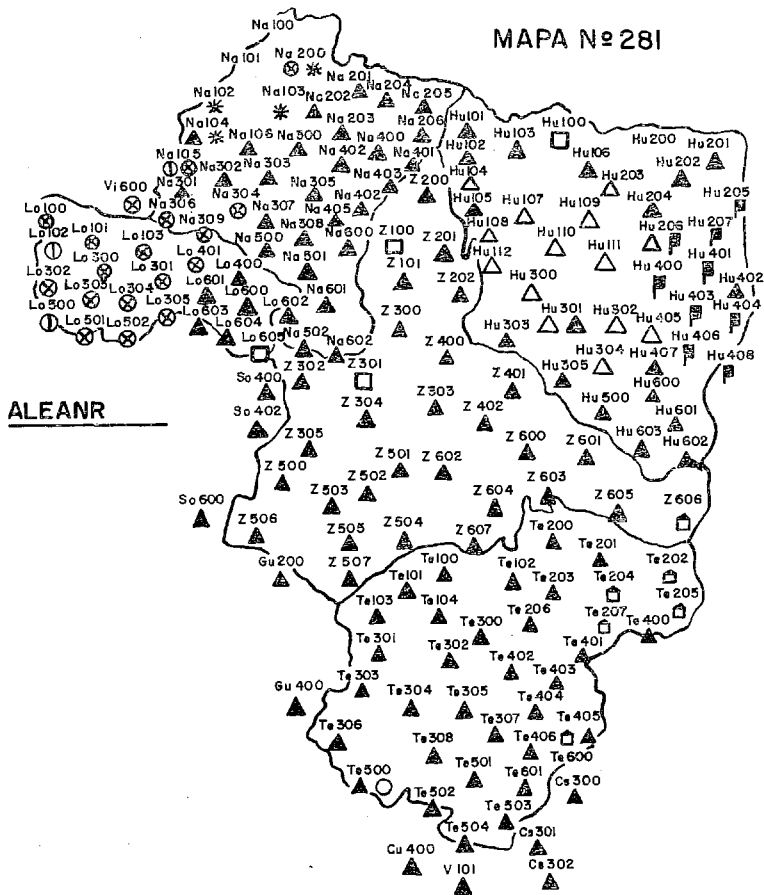 MAPA Nº 281
Na 100
Na 101
Na 200
Na 201
Na 204
Na 102
Na 103
Na 202
Na 205
Na 104
Na 203
Na 206
Hu 101
Hu 100
Hu 103
Hu 200
Hu 201
Na 106
Na 300
Na 400
Na 105
Na 402
Na 401
Hu 102
Hu 106
Hu 202
Na 301
Na 302
Na 303
Na 403
Hu 104
Hu 203
Vi 600
Na 304
Na 305
Z 200
Hu 105
Hu 107
Hu 109
Hu 204
Hu 205
Lo 100
Na 306
Na 307
Na 405
Na 402
Lo 101
Lo 103
Na 309
Na 308
Z 100
Hu 108
Hu 206
Hu 207
Lo 102
Na 500
Na 600
Z 201
Hu 110
Hu 111
Lo 300
Lo 401
Na 501
Hu 112
Lo 302
Lo 301
Lo 400
Z 101
Z 202
Hu 300
Hu 400
Hu 401
Lo 303
Lo 304
Lo 601
Lo 600
Na 601
Hu 402
Lo 500
Lo 305
Lo 602
Z 300
Hu 301
Hu 302
Hu 403
Hu 404
Lo 501
Lo 502
Lo 603
Lo 604
Hu 303
Hu 405
Lo 605
Na 502
Na 602
Z 400
Hu 406
Z 302
Z 301
Hu 304
Hu 407
Hu 408
So 400
Z 401
Hu 305
Hu 600
ALEANR
So 402
Z 304
Z 303
Z 402
Hu 500
Hu 601
Z 305
Z 600
Z 601
Hu 603
Hu 602
Z 500
Z 501
Z 602
So 600
Z 503
Z 502
Z 604
Z 603
Z 605
Z 606
Z 506
Z 505
Z 504
Z 607
Te 200
Te 201
Gu 200
Z 507
Tu 100
Te 101
Te 102
Te 203
Te 204
Te 202
Te 103
Te 104
Te 206
Te 207
Te 205
Te 300
Te 400
Te 301
Te 302
Te 402
Te 401
Te 303
Te 403
Gu 400
Te 304
Te 305
Te 404
Te 306
Te 307
Te 406
Te 405
Te 308
Te 600
Te 500
Te 501
Te 601
Cs 300
Te 502
Te 503
Te 504
Cs 301
Cu 400
V 101
Cs 302